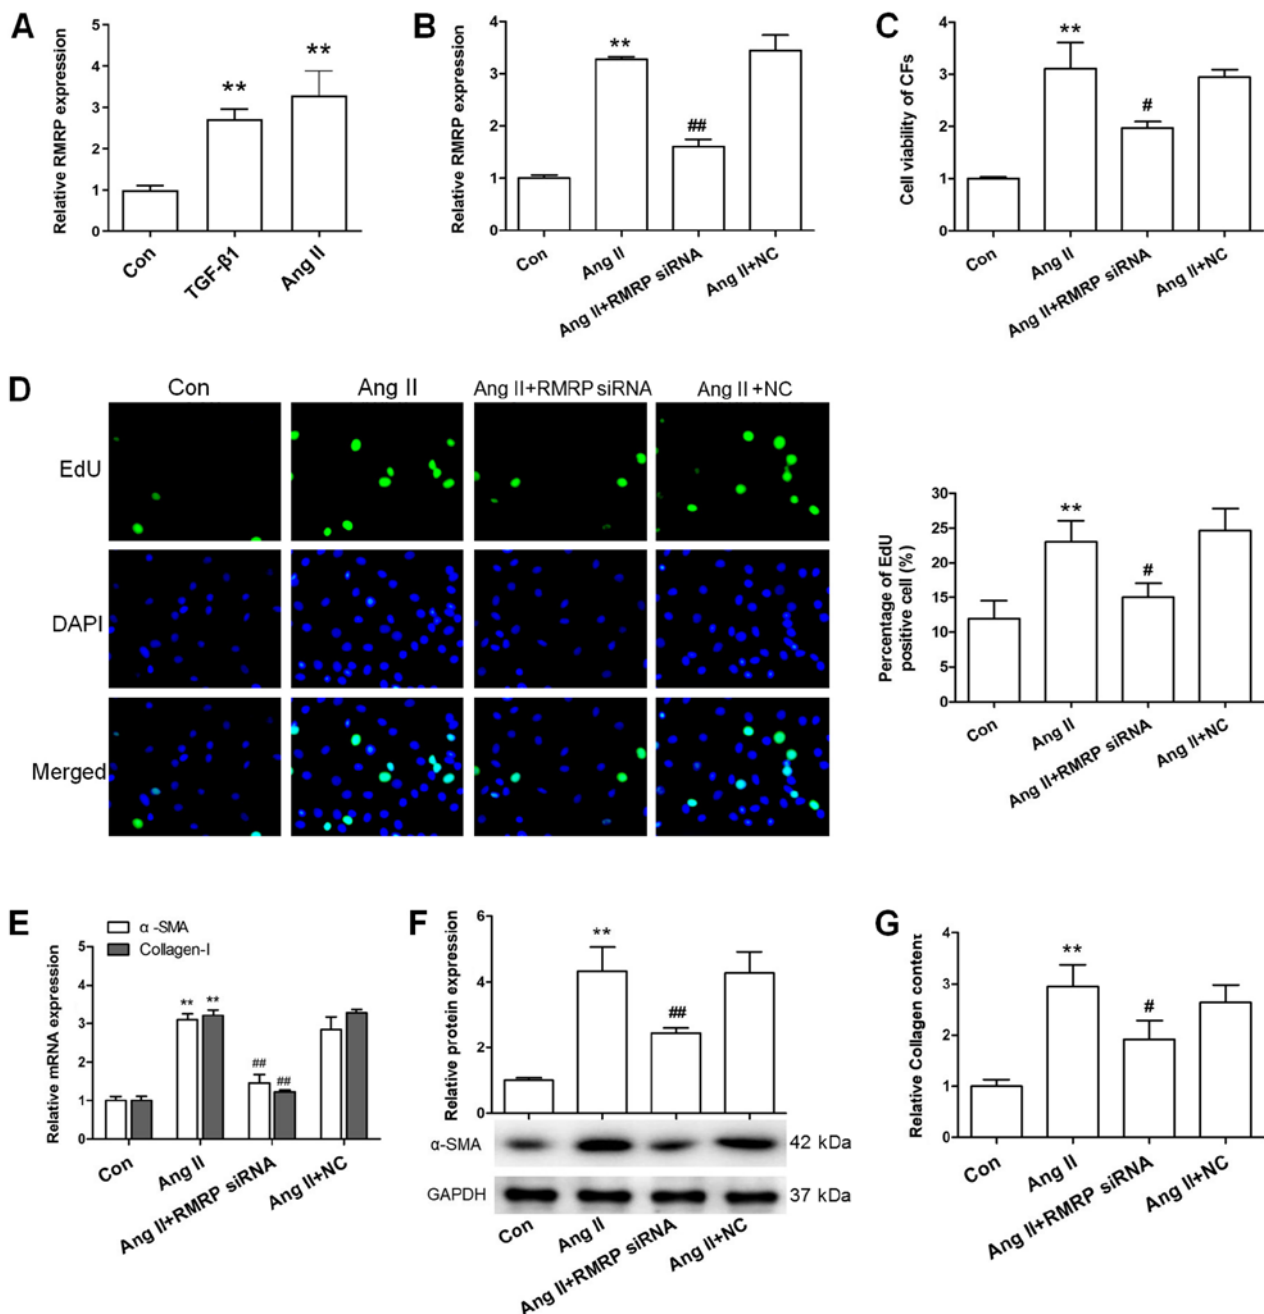 A
Relative RMRP expression
5
4
3
2
1
0
**
**
Con
TGF-β1
Ang II
B
Relative RMRP expression
4
3
2
1
0
**
##
Con
Ang II
Ang II+RMRP siRNA
Ang II+NC
C
Cell viability of CFs
4
3
2
1
0
**
#
Con
Ang II
Ang II+RMRP siRNA
Ang II+NC
D
Con
Ang II
Ang II+RMRP siRNA
Ang II +NC
EdU
DAPI
Merged
Percentage of EdU
positive cell (%)
30
25
20
15
10
5
0
**
#
Con
Ang II
Ang II+RMRP siRNA
Ang II+NC
E
α -SMA
Collagen-I
Relative mRNA expression
5
4
3
2
1
0
**
**
##
##
Con
Ang II
Ang II+RMRP siRNA
Ang II+NC
F
Relative protein expression
6
4
2
0
**
##
α-SMA
42 kDa
GAPDH
37 kDa
Con
Ang II
Ang II+RMRP siRNA
Ang II+NC
G
Relative Collagen content
4
3
2
1
0
**
#
Con
Ang II
Ang II+RMRP siRNA
Ang II+NC